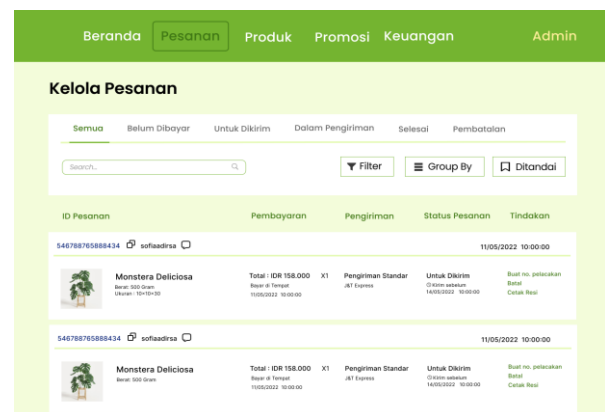 Beranda Pesanan Produk Promosi Keuangan Admin
Kelola Pesanan
Semua Belum Dibayar Untuk Dikirim Dalam Pengiriman Selesai Pembatalan
Search.. Filter Group By Ditandai
ID Pesanan Pembayaran Pengiriman Status Pesanan Tindakan
546788765888434 sofiaadirsa 11/05/2022 10:00:00
Monstera Deliciosa Total : IDR 158.000 X1 Pengiriman Standar Untuk Dikirim Buat no. pelacakan
Berat: 500 Gram Bayar di Tempat J&T Express Kirim sebelum Batal
Ukuran : 10x10x30 11/05/2022 10:00:00 14/05/2022 10:00:00 Cetak Resi
546788765888434 sofiaadirsa 11/05/2022 10:00:00
Monstera Deliciosa Total : IDR 158.000 X1 Pengiriman Standar Untuk Dikirim Buat no. pelacakan
Berat: 500 Gram Bayar di Tempat J&T Express Kirim sebelum Batal
11/05/2022 10:00:00 14/05/2022 10:00:00 Cetak Resi